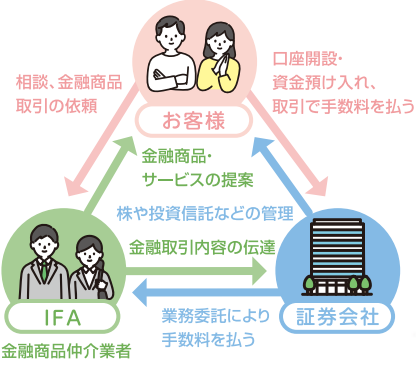 相談、金融商品
取引の依頼
口座開設・
資金預け入れ、
取引で手数料を払う
お客様
金融商品・
サービスの提案
株や投資信託などの管理
金融取引内容の伝達
IFA
証券会社
金融商品仲介業者
業務委託により
手数料を払う